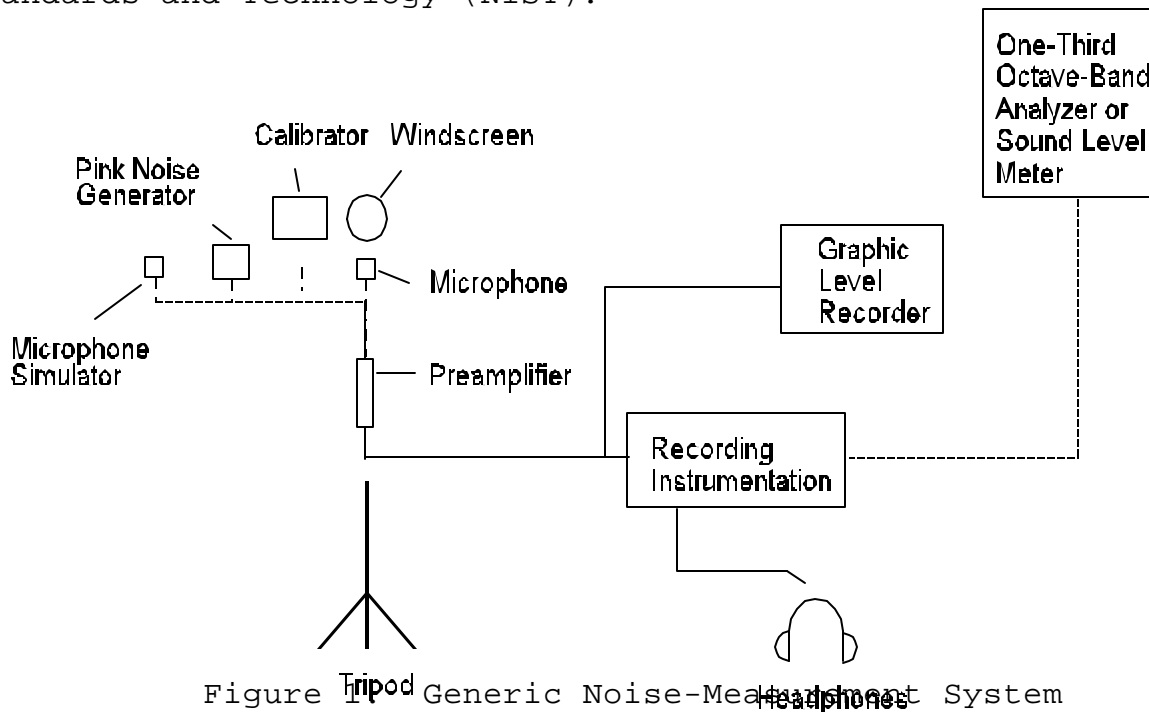 andards and Technology (NIST).
One-Third
Octave-Band
Analyzer or
Sound Level
Meter
Calibrator
Windscreen
Pink Noise
Generator
Graphic
Level
Recorder
Microphone
Microphone
Simulator
Preamplifier
Recording
Instrumentation
Tripod
Headphones
Figure 1. Generic Noise-Measurement System